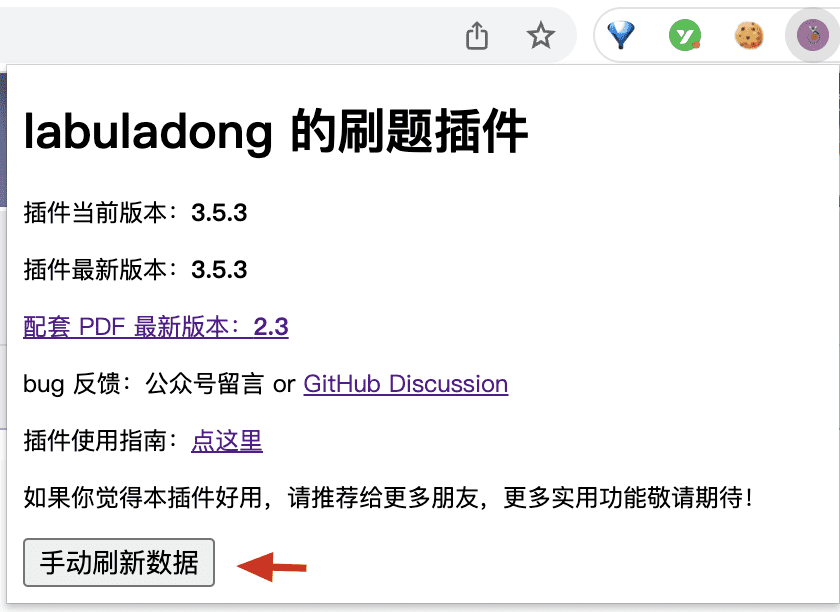 labuladong 的刷题插件
插件当前版本：3.5.3
插件最新版本：3.5.3
配套 PDF 最新版本：2.3
bug 反馈：公众号留言 or GitHub Discussion
插件使用指南：点这里
如果你觉得本插件好用，请推荐给更多朋友，更多实用功能敬请期待！
手动刷新数据